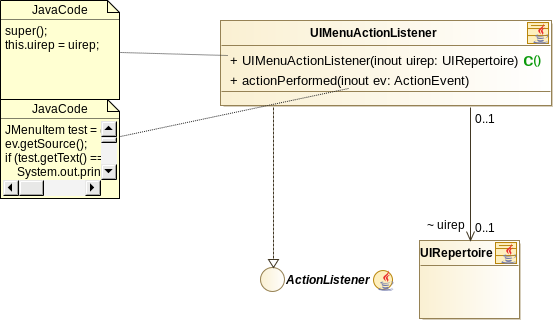 JavaCode
super();
this.uirep = uirep;
JavaCode
JMenuItem test =
ev.getSource();
if (test.getText() ==
System.out.prin
UIMenuActionListener
+ UIMenuActionListener(inout uirep: UIRepertoire) C()
+ actionPerformed(inout ev: ActionEvent)
0..1
~ uirep
0..1
ActionListener
UIRepertoire